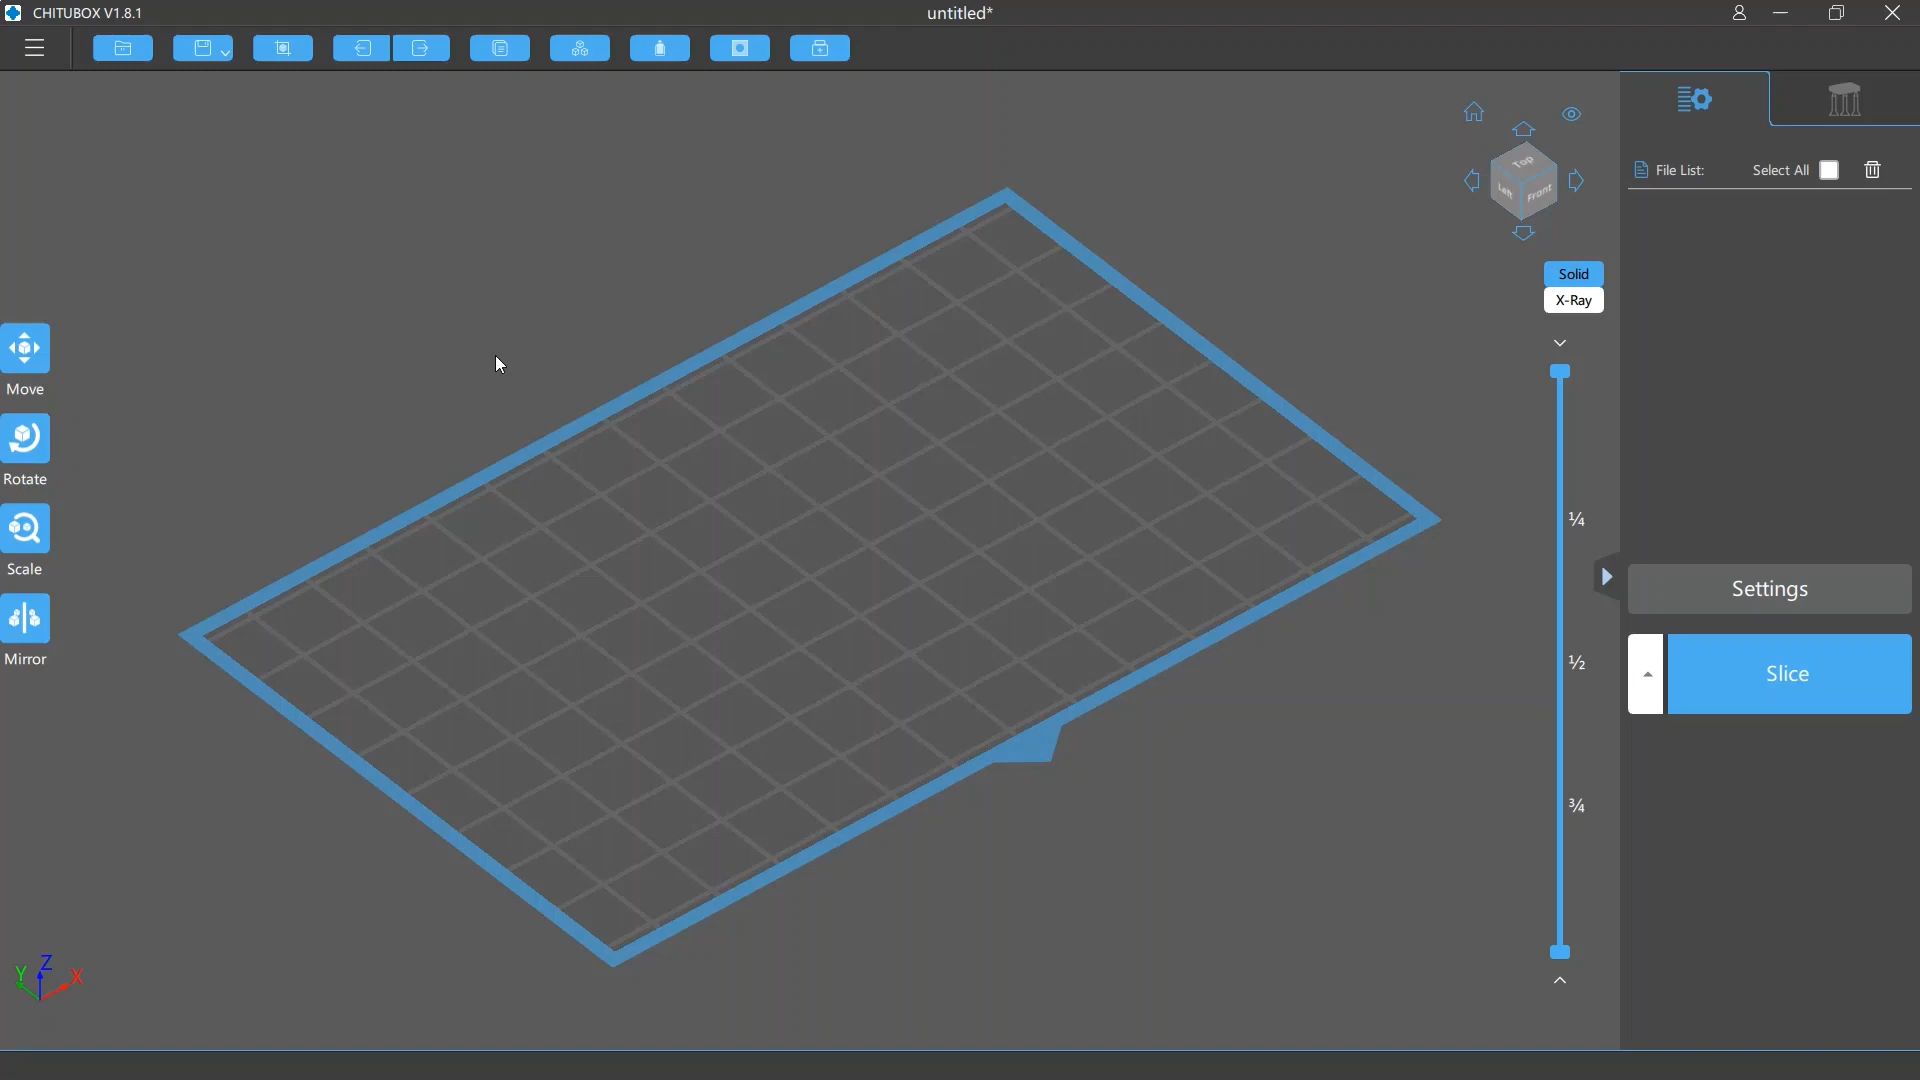 CHITUBOX V1.8.1
untitled*
Top
Left
Front
File List:
Select All
Solid
X-Ray
Move
Rotate
Scale
Mirror
¼
½
¾
Settings
Slice
Z
Y
X